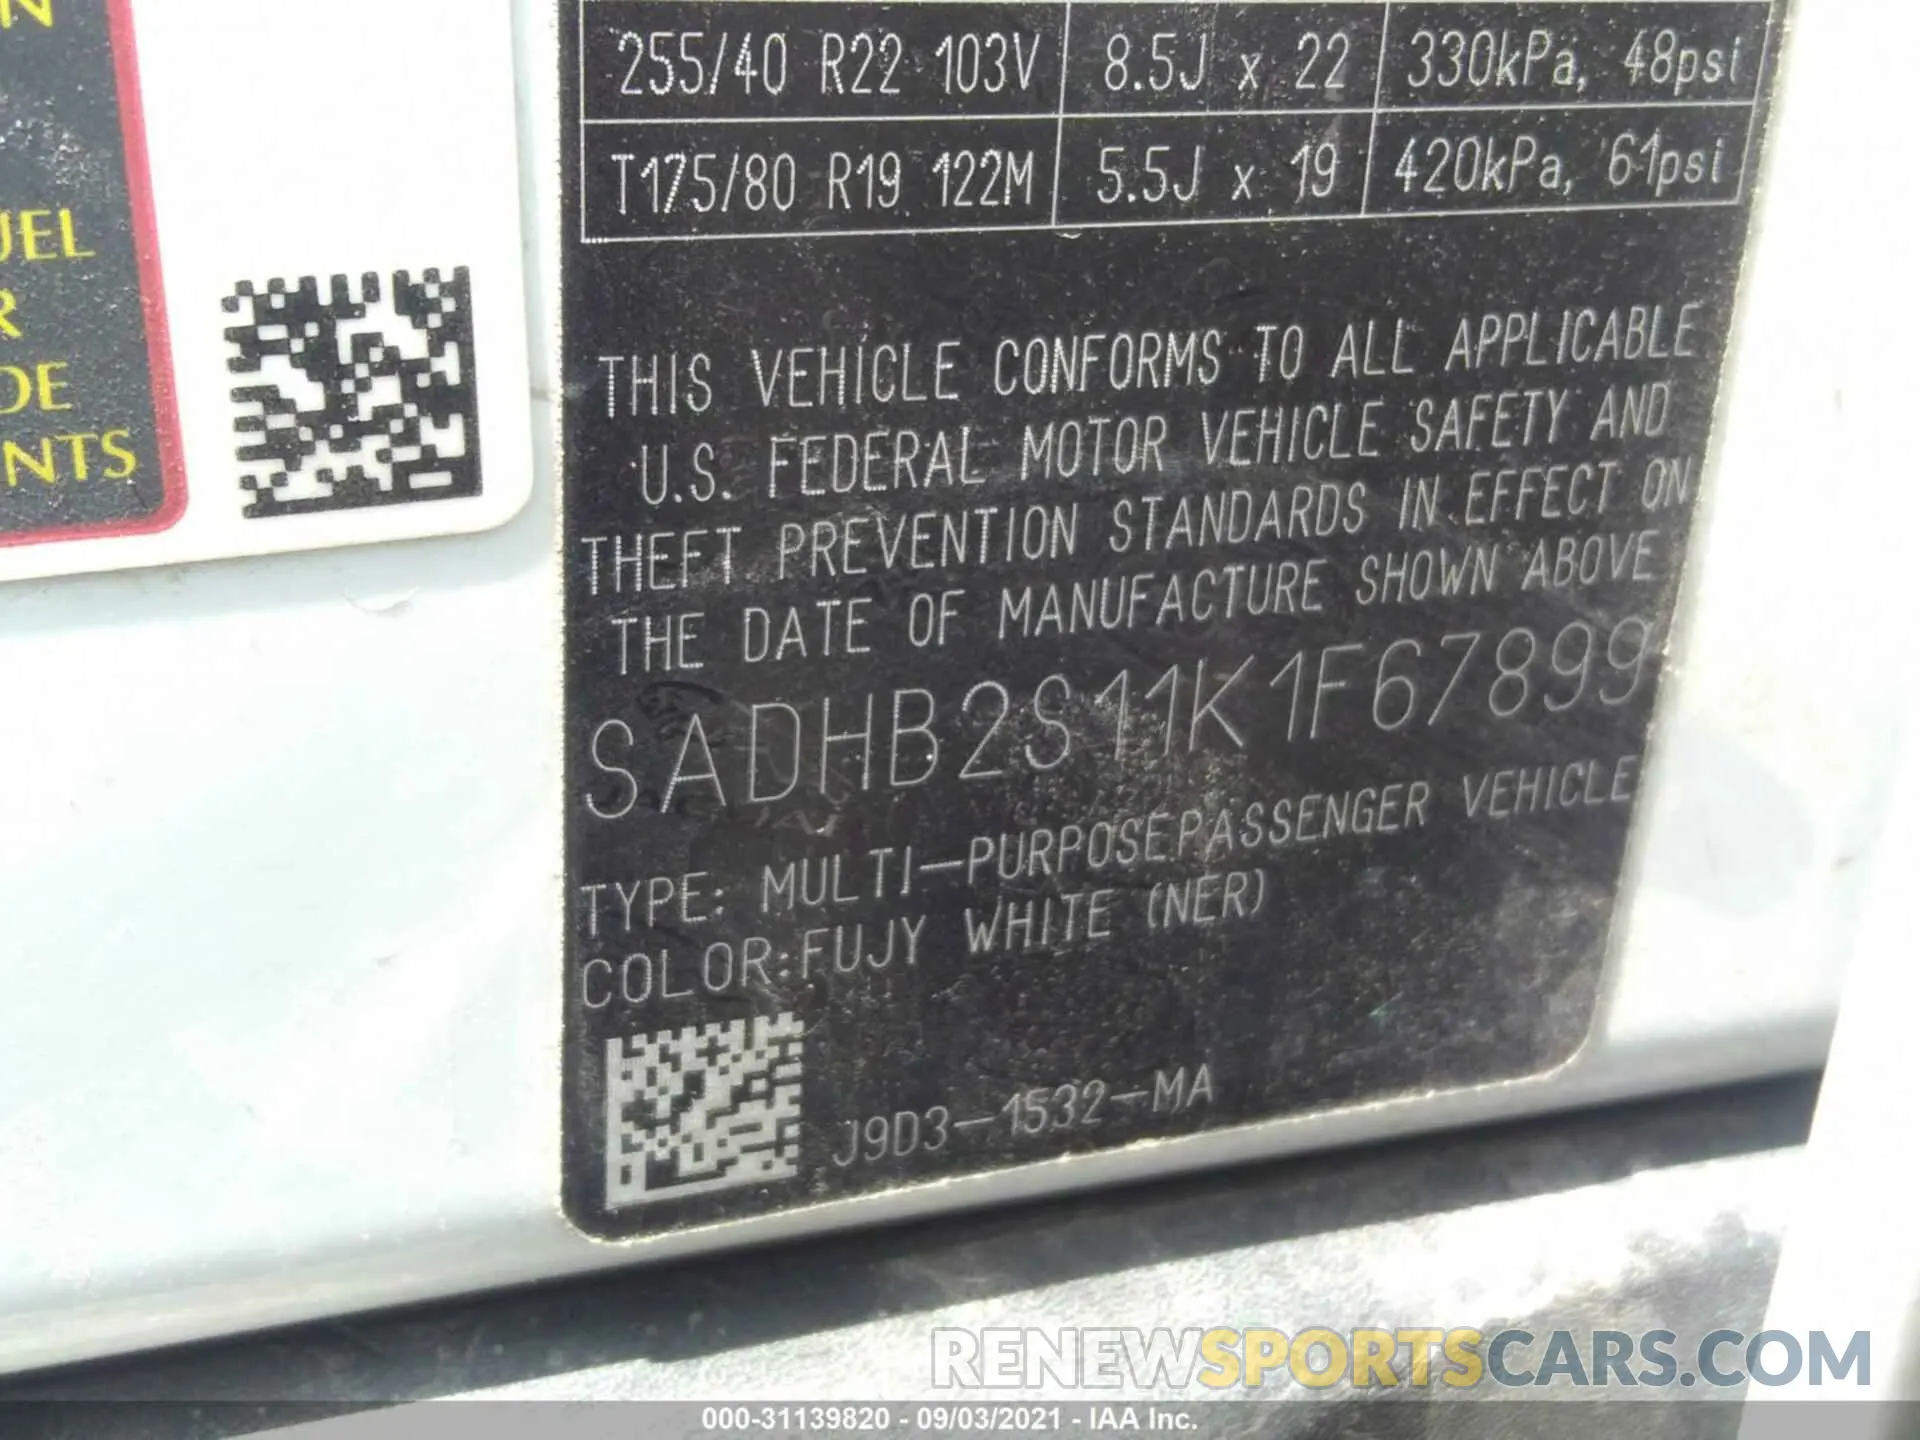 N
UEL
R
DE
NTS
255/40 R22 103V 8.5J x 22 330kPa, 48psi
T175/80 R19 122M 5.5J x 19 420kPa, 61psi
THIS VEHICLE CONFORMS TO ALL APPLICABLE
U.S. FEDERAL MOTOR VEHICLE SAFETY AND
THEFT PREVENTION STANDARDS IN EFFECT ON
THE DATE OF MANUFACTURE SHOWN ABOVE
SADHB2S11K1F67899
TYPE: MULTI-PURPOSEPASSENGER VEHICLE
COLOR:FUJY WHITE (NER)
J9D3-1532-MA
RENEWSPORTSCARS.COM
000-31139820 - 09/03/2021 - IAA Inc.